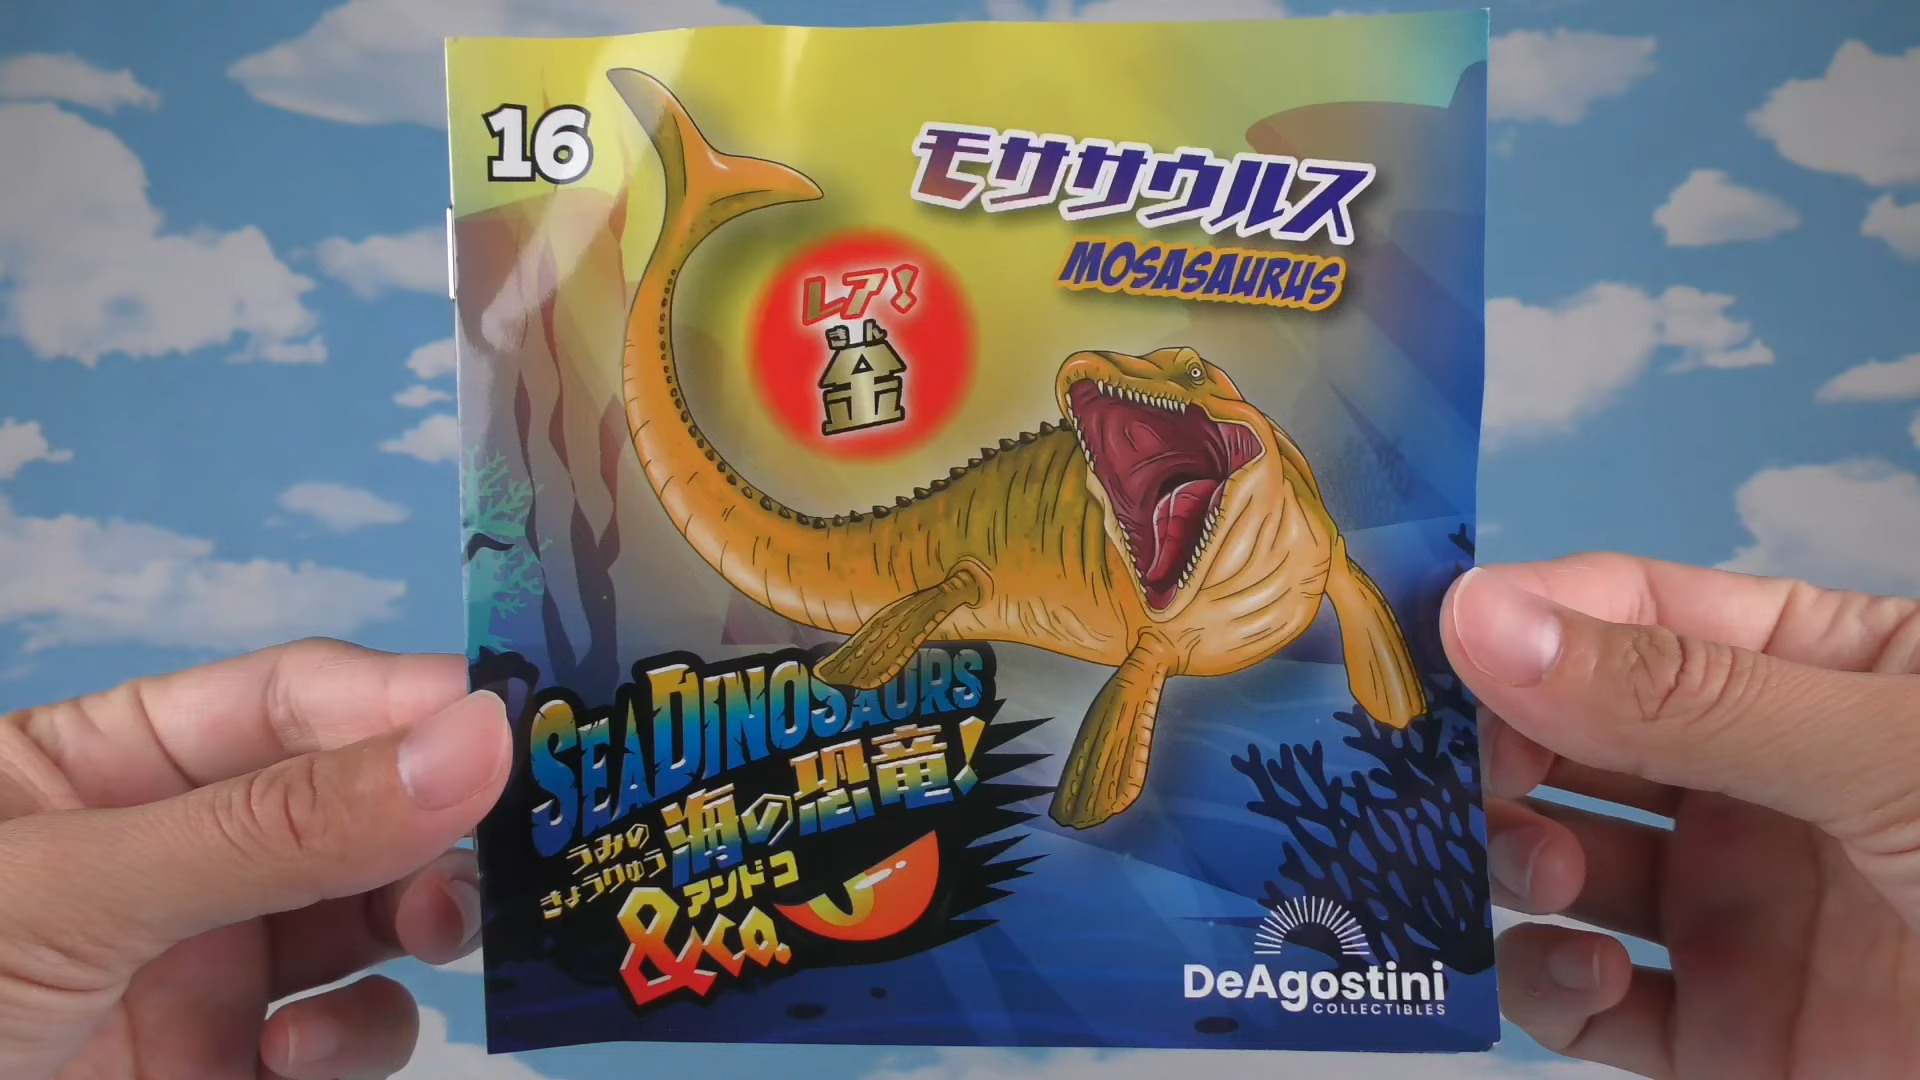 16
モササウルス
MOSASAURUS
レア!
きん
金
SEA DINOSAURS
海の恐竜!
うみの
きょうりゅう
アンドコ
&CO.
DeAgostini
COLLECTIBLES